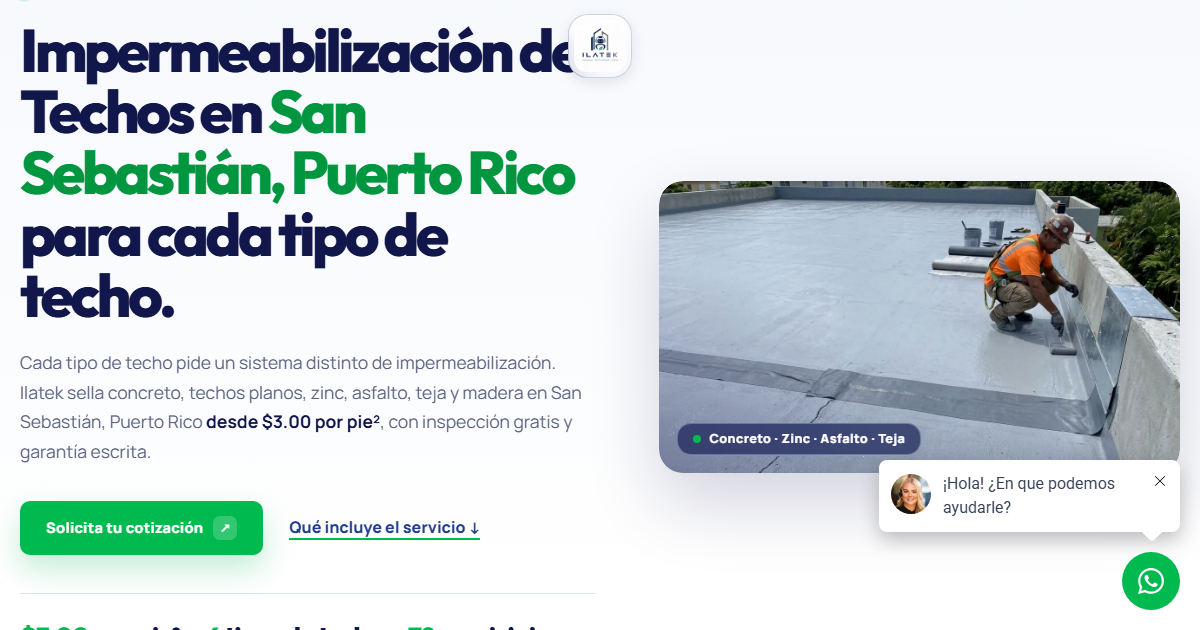 Impermeabilización de
ILATEK
Techos en San
Sebastián, Puerto Rico
para cada tipo de
techo.
Cada tipo de techo pide un sistema distinto de impermeabilización.
Ilatek sella concreto, techos planos, zinc, asfalto, teja y madera en San
Sebastián, Puerto Rico desde $3.00 por pie², con inspección gratis y
garantía escrita.
Solicita tu cotización ↗
Qué incluye el servicio ↓
Concreto · Zinc · Asfalto · Teja
¡Hola! ¿En que podemos
ayudarle?